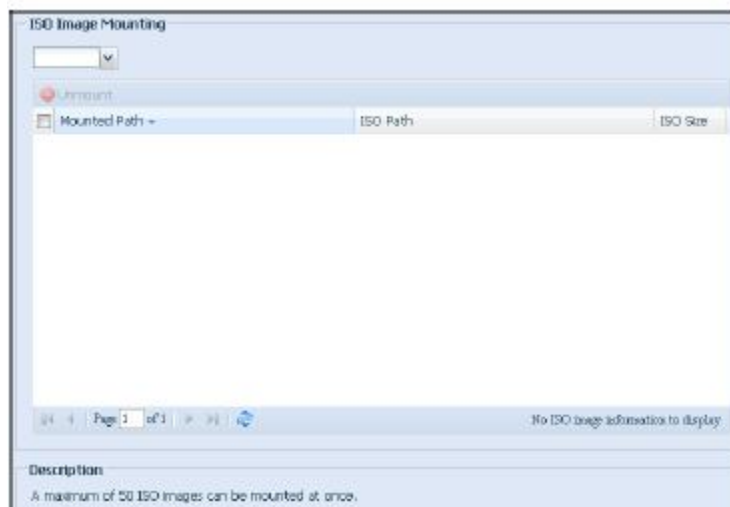 ISO Image Mounting
Unmount
Mounted Path
ISO Path
ISO Size
Page 1 of 1
No ISO image information to display
Description
A maximum of 50 ISO images can be mounted at once.